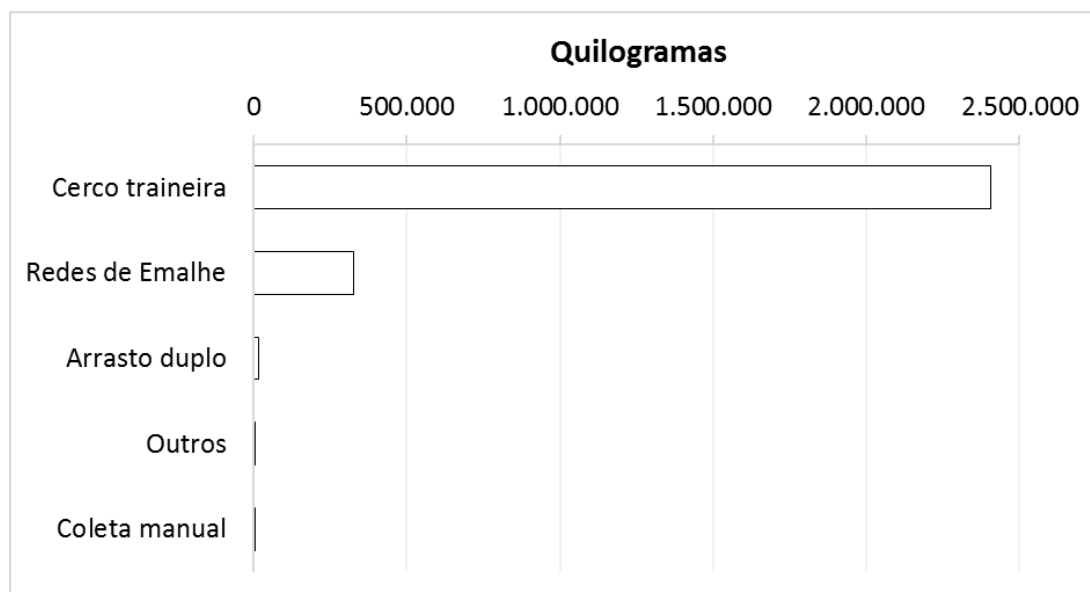 Quilogramas
0 500.000 1.000.000 1.500.000 2.000.000 2.500.000
Cerco traineira
Redes de Emalhe
Arrasto duplo
Outros
Coleta manual